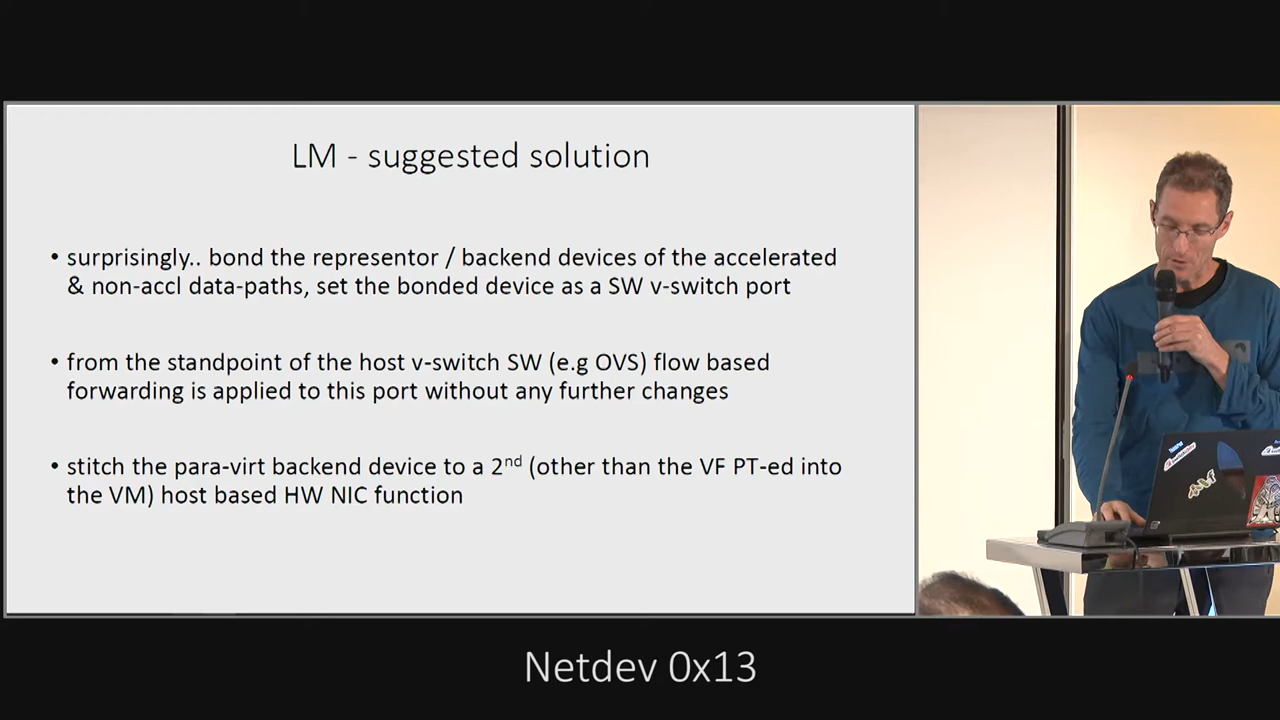 LM - suggested solution
• surprisingly.. bond the representor / backend devices of the accelerated
& non-accl data-paths, set the bonded device as a SW v-switch port
• from the standpoint of the host v-switch SW (e.g OVS) flow based
forwarding is applied to this port without any further changes
• stitch the para-virt backend device to a 2nd (other than the VF PT-ed into
the VM) host based HW NIC function
Netdev 0x13